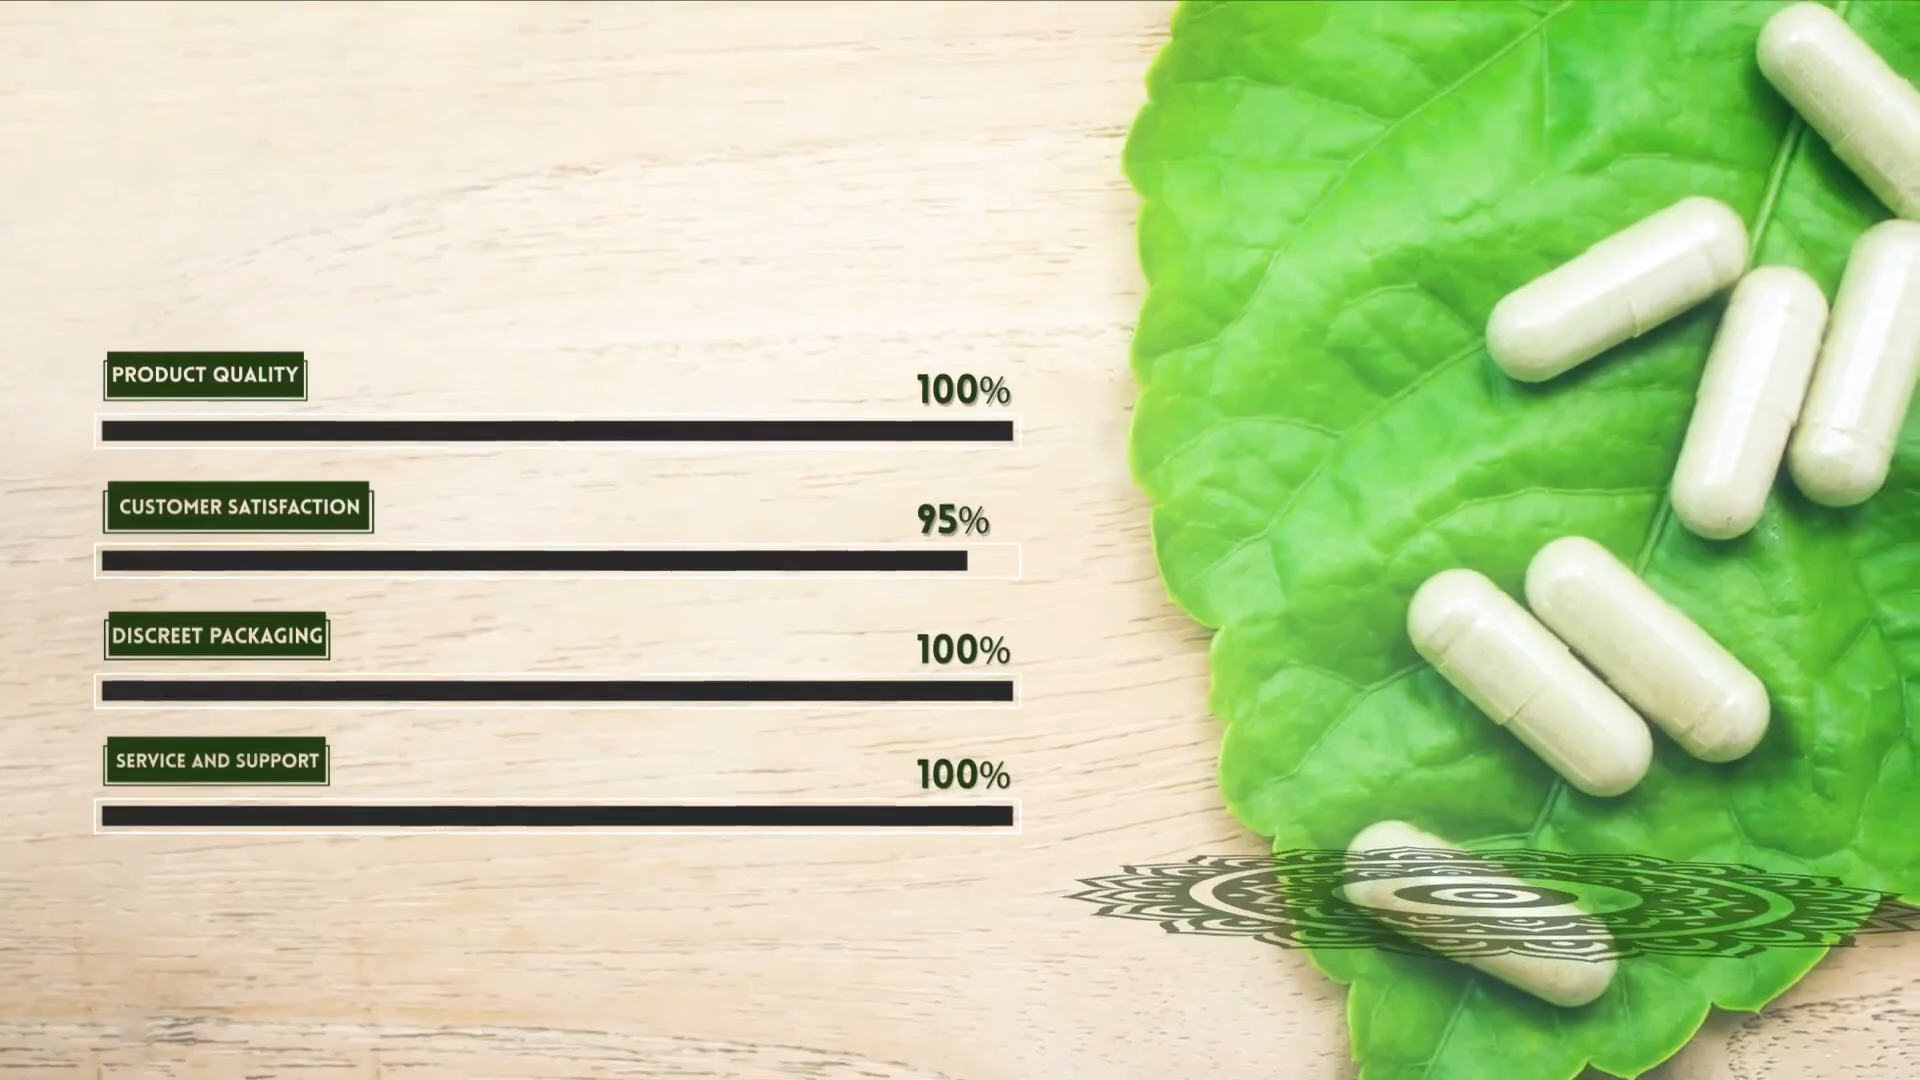 PRODUCT QUALITY
100%
CUSTOMER SATISFACTION
95%
DISCREET PACKAGING
100%
SERVICE AND SUPPORT
100%